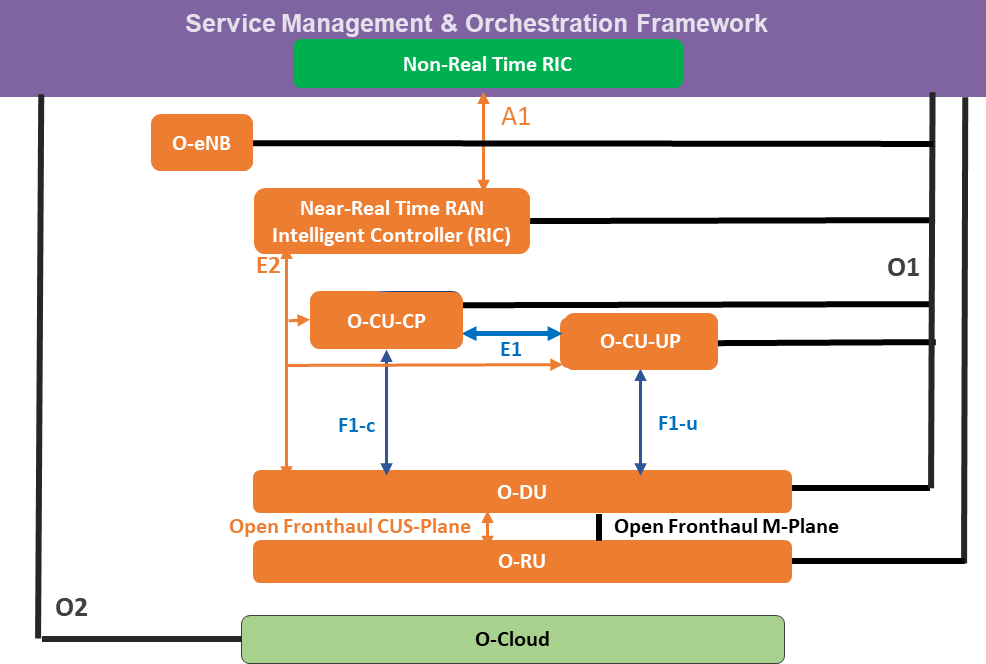 Service Management & Orchestration Framework
Non-Real Time RIC
A1
O-eNB
Near-Real Time RAN
Intelligent Controller (RIC)
E2
O1
O-CU-CP
O-CU-UP
E1
F1-c
F1-u
O-DU
Open Fronthaul CUS-Plane
Open Fronthaul M-Plane
O-RU
O2
O-Cloud